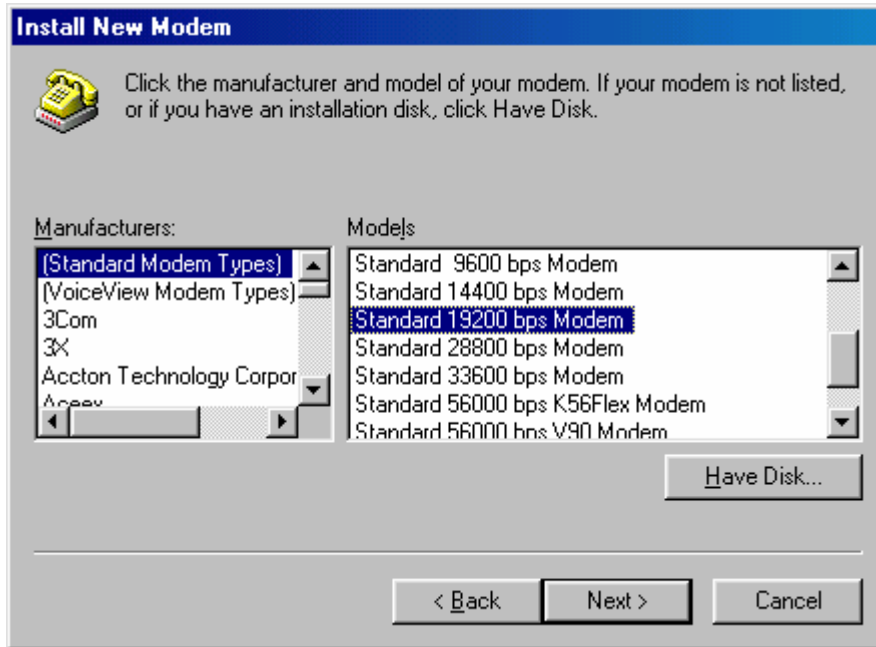 Install New Modem
Click the manufacturer and model of your modem. If your modem is not listed,
or if you have an installation disk, click Have Disk.
Manufacturers:
(Standard Modem Types)
(VoiceView Modem Types)
3Com
3X
Accton Technology Corpor
Aceex
Models
Standard  9600 bps Modem
Standard 14400 bps Modem
Standard 19200 bps Modem
Standard 28800 bps Modem
Standard 33600 bps Modem
Standard 56000 bps K56Flex Modem
Standard 56000 bps V90 Modem
Have Disk...
< Back
Next >
Cancel